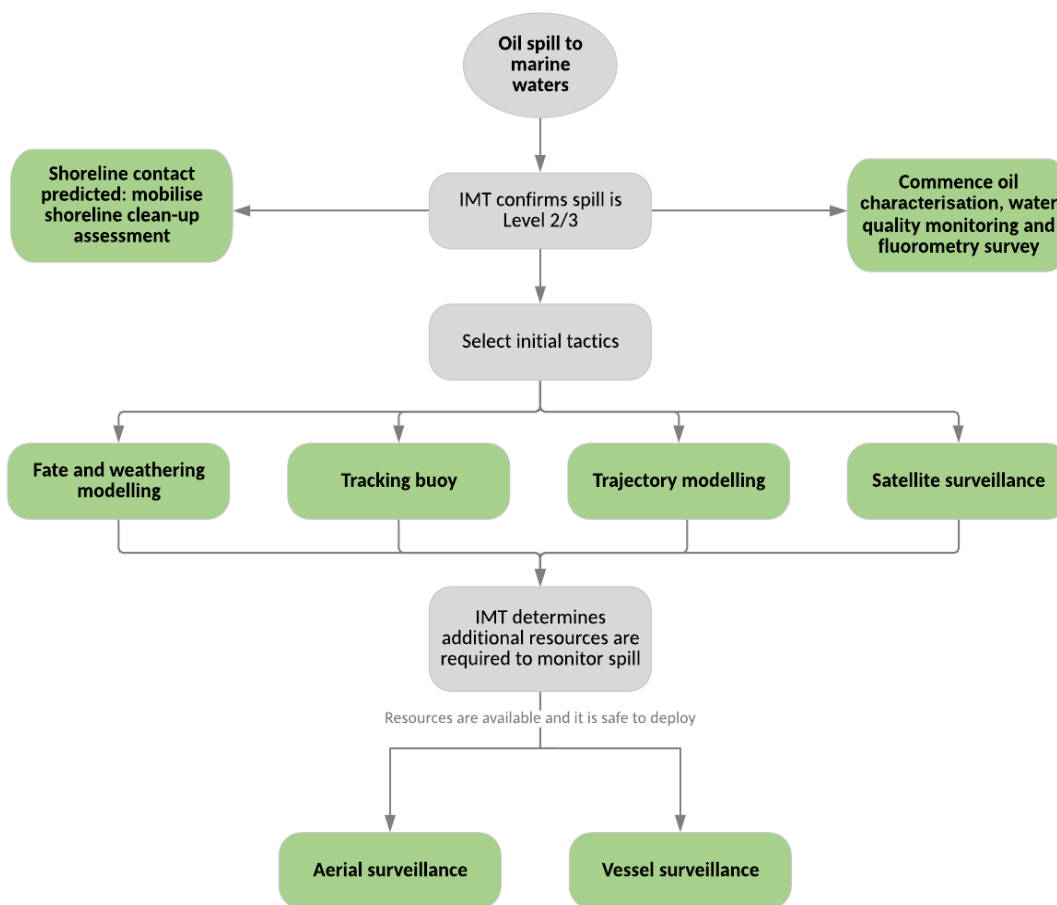 Oil spill to
marine
waters
Shoreline contact
predicted: mobilise
shoreline clean-up
assessment
IMT confirms spill is
Level 2/3
Commence oil
characterisation, water
quality monitoring and
fluorometry survey
Select initial tactics
Fate and weathering
modelling
Tracking buoy
Trajectory modelling
Satellite surveillance
IMT determines
additional resources are
required to monitor spill
Resources are available and it is safe to deploy
Aerial surveillance
Vessel surveillance